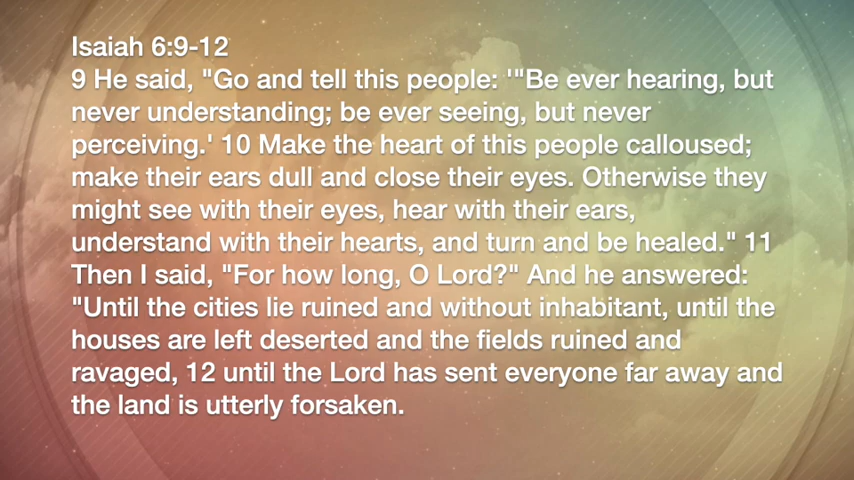 Isaiah 6:9-12
9 He said, "Go and tell this people: '"Be ever hearing, but
never understanding; be ever seeing, but never
perceiving.' 10 Make the heart of this people calloused;
make their ears dull and close their eyes. Otherwise they
might see with their eyes, hear with their ears,
understand with their hearts, and turn and be healed." 11
Then I said, "For how long, O Lord?" And he answered:
"Until the cities lie ruined and without inhabitant, until the
houses are left deserted and the fields ruined and
ravaged, 12 until the Lord has sent everyone far away and
the land is utterly forsaken.